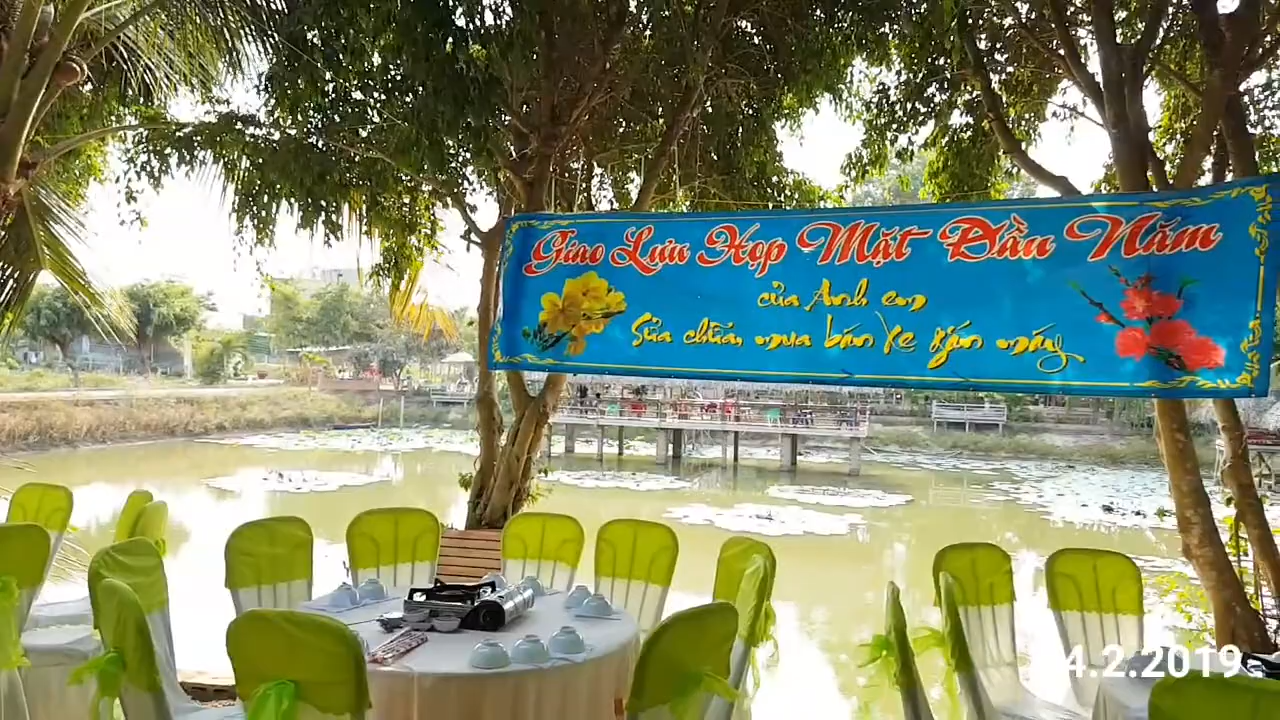 Giao Lưu Họp Mặt Đầu Năm
của Anh em
Sửa chữa, mua bán xe gắn máy
4.2.2019